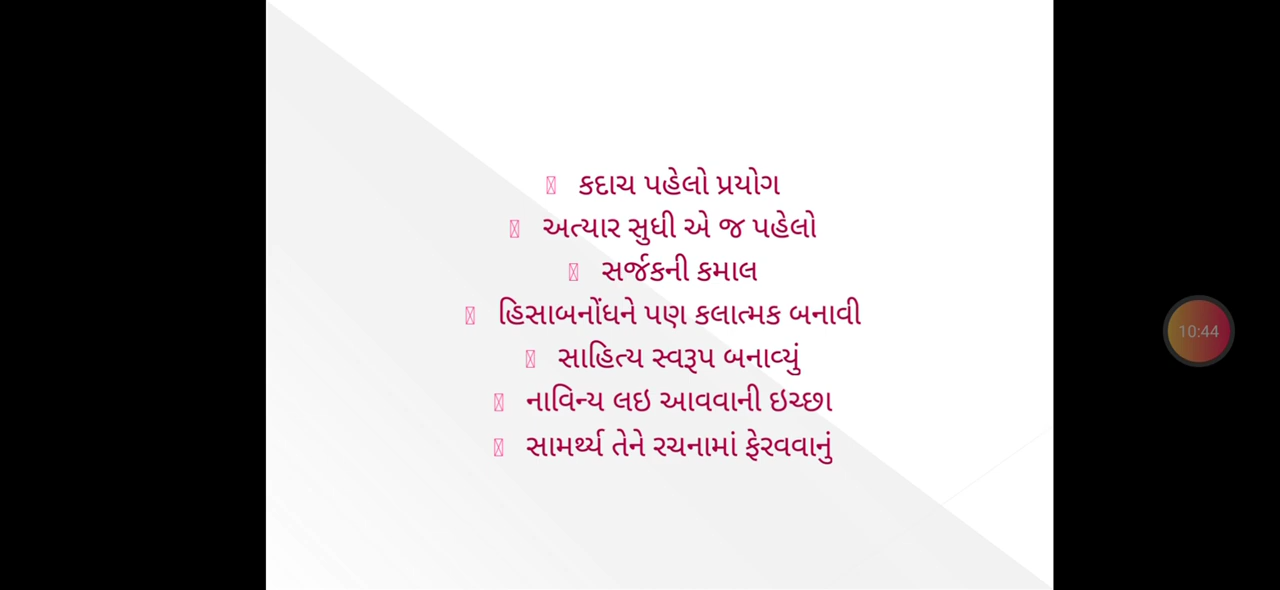 કદાચ પહેલો પ્રયોગ
અત્યાર સુધી એ જ પહેલો
સર્જકની કમાલ
હિસાબનોંધને પણ કલાત્મક બનાવી
સાહિત્ય સ્વરૂપ બનાવ્યું
નાવિન્ય લઇ આવવાની ઇચ્છા
સામર્થ્ય તેને રચનામાં ફેરવવાનું
10:44